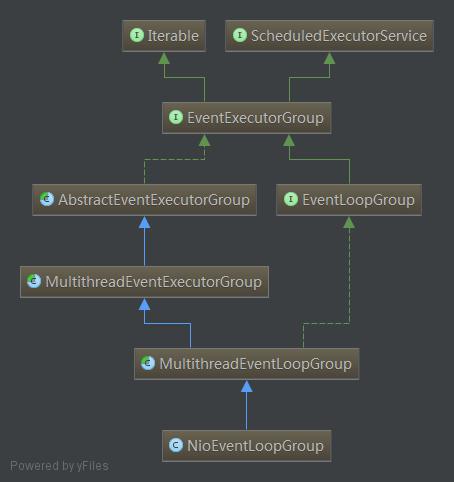 Iterable
ScheduledExecutorService
EventExecutorGroup
AbstractEventExecutorGroup
EventLoopGroup
MultithreadEventExecutorGroup
MultithreadEventLoopGroup
NioEventLoopGroup
Powered by yFiles